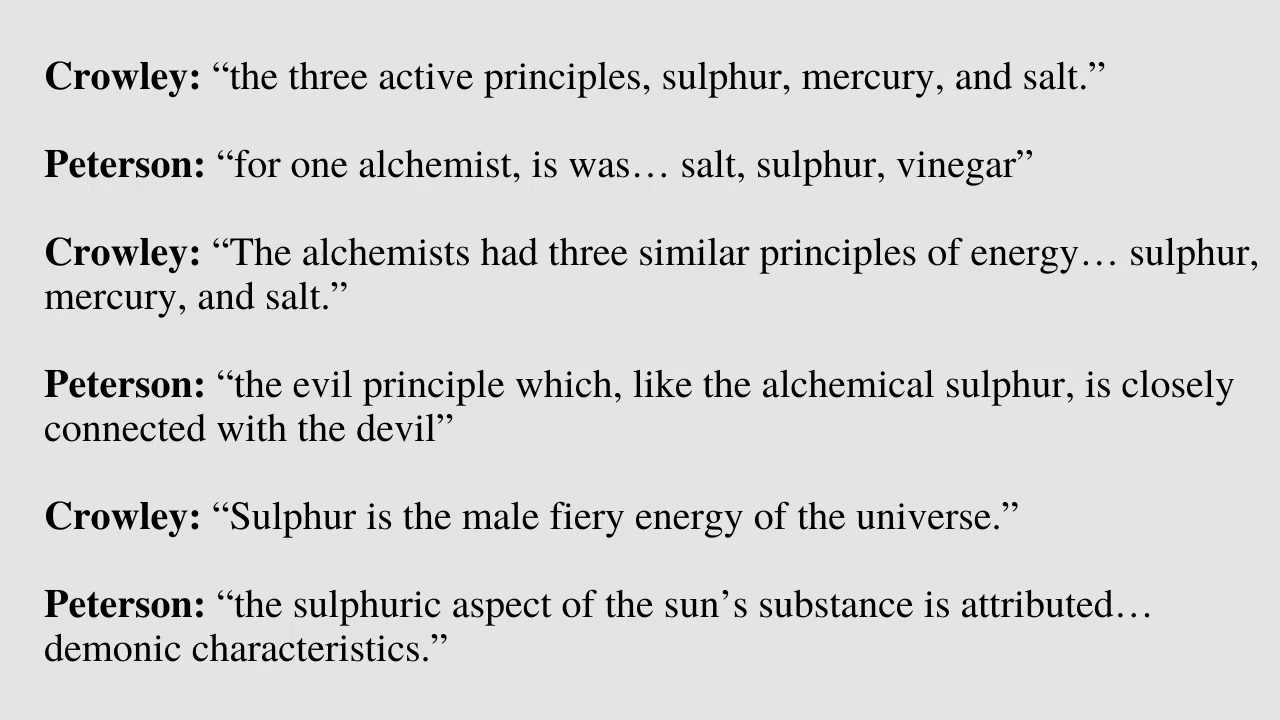 Crowley: “the three active principles, sulphur, mercury, and salt.”
Peterson: “for one alchemist, is was… salt, sulphur, vinegar”
Crowley: “The alchemists had three similar principles of energy… sulphur,
mercury, and salt.”
Peterson: “the evil principle which, like the alchemical sulphur, is closely
connected with the devil”
Crowley: “Sulphur is the male fiery energy of the universe.”
Peterson: “the sulphuric aspect of the sun’s substance is attributed…
demonic characteristics.”